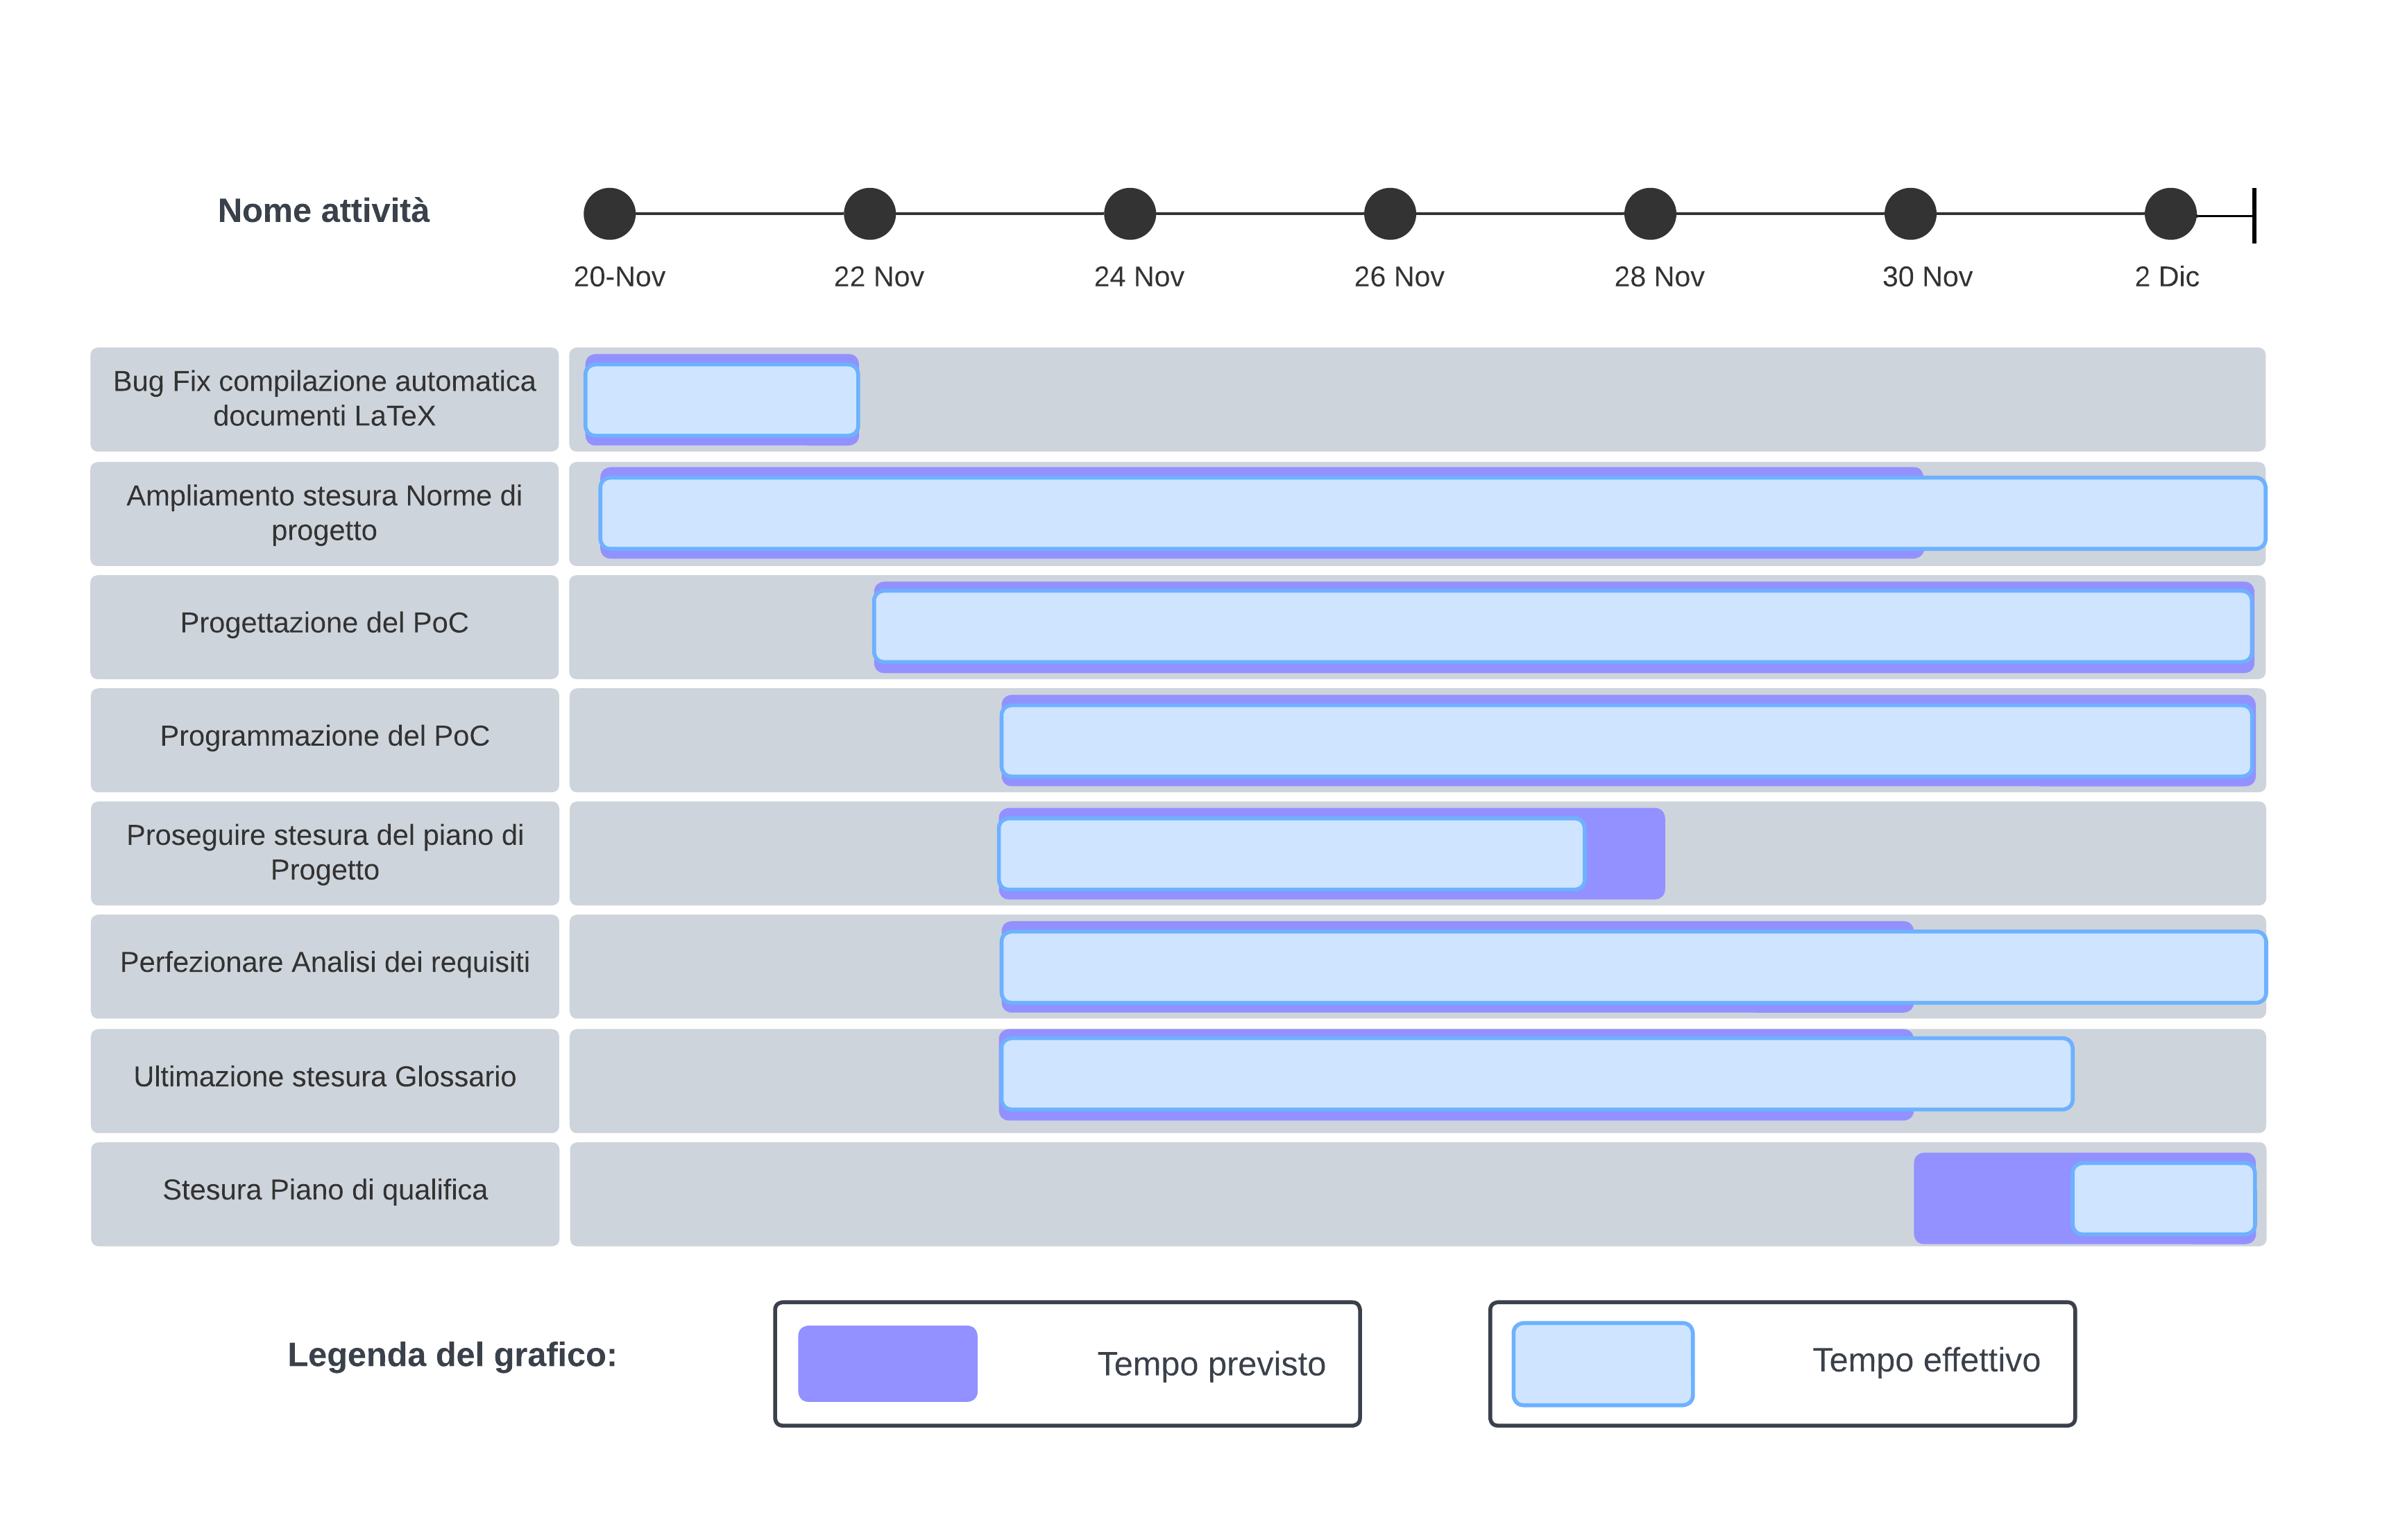 Nome attività
20-Nov
22 Nov
24 Nov
26 Nov
28 Nov
30 Nov
2 Dic
Bug Fix compilazione automatica
documenti LaTeX
Ampliamento stesura Norme di
progetto
Progettazione del PoC
Programmazione del PoC
Proseguire stesura del piano di
Progetto
Perfezionare Analisi dei requisiti
Ultimazione stesura Glossario
Stesura Piano di qualifica
Legenda del grafico:
Tempo previsto
Tempo effettivo